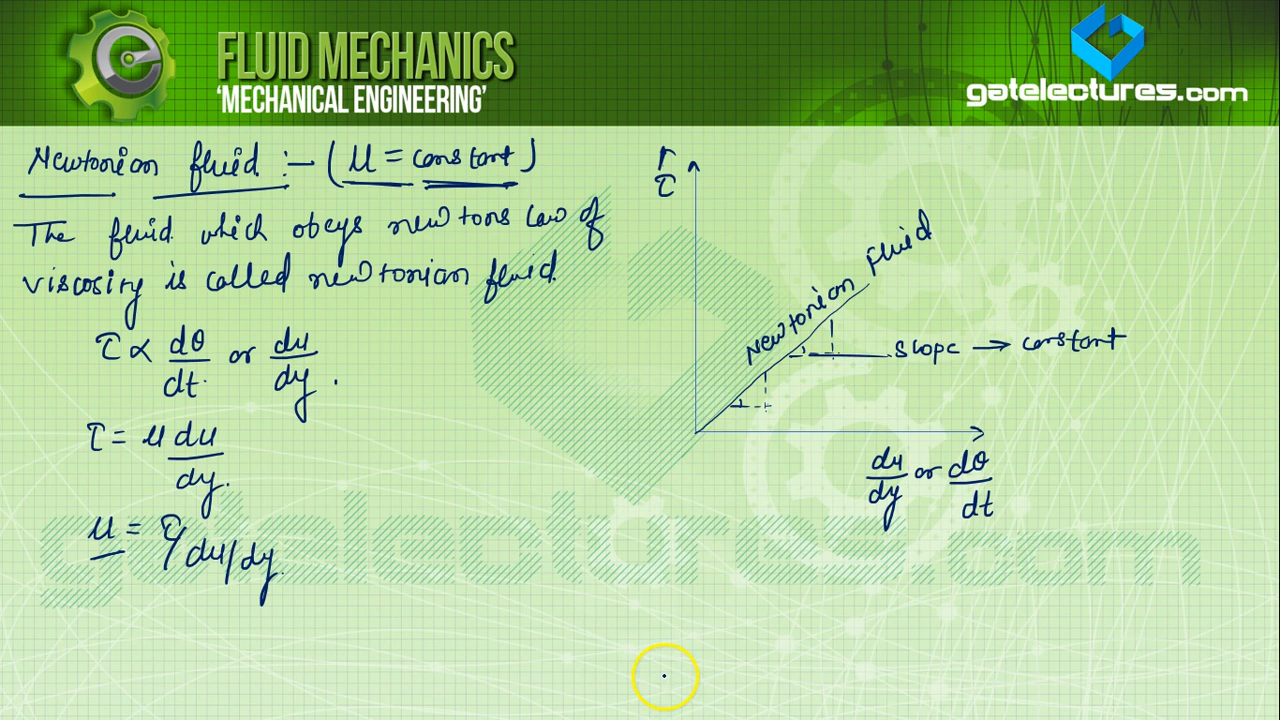 FLUID MECHANICS
'MECHANICAL ENGINEERING'
gatelectures.com
Newtonian fluid :- (μ = constant)
The fluid which obeys newtons law of
viscosity is called newtonian fluid.
τ ∝ dθ/dt or du/dy.
τ = μ du/dy.
μ = τ/du/dy.
τ
Newtonian Fluid
slope → constant
du/dy or dθ/dt
gatelectures.com